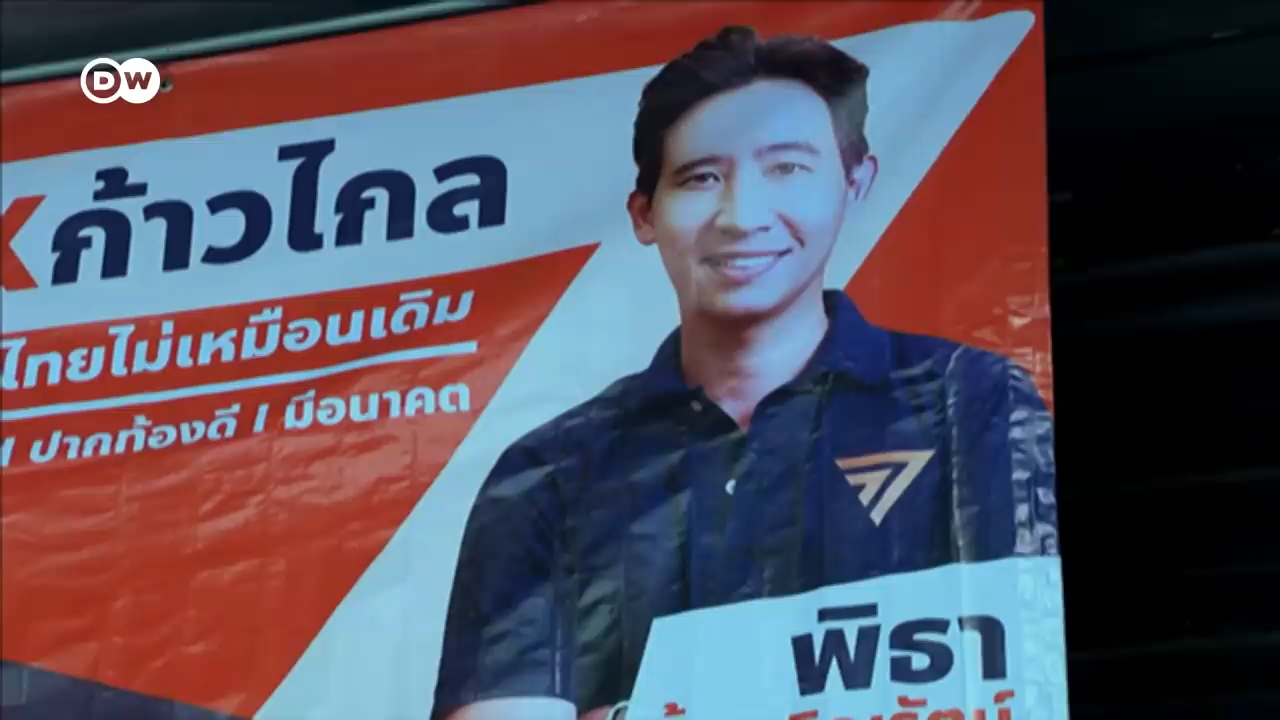 DW
ก้าวไกล
ไทยไม่เหมือนเดิม
/ ปากท้องดี / มีอนาคต
พิธา